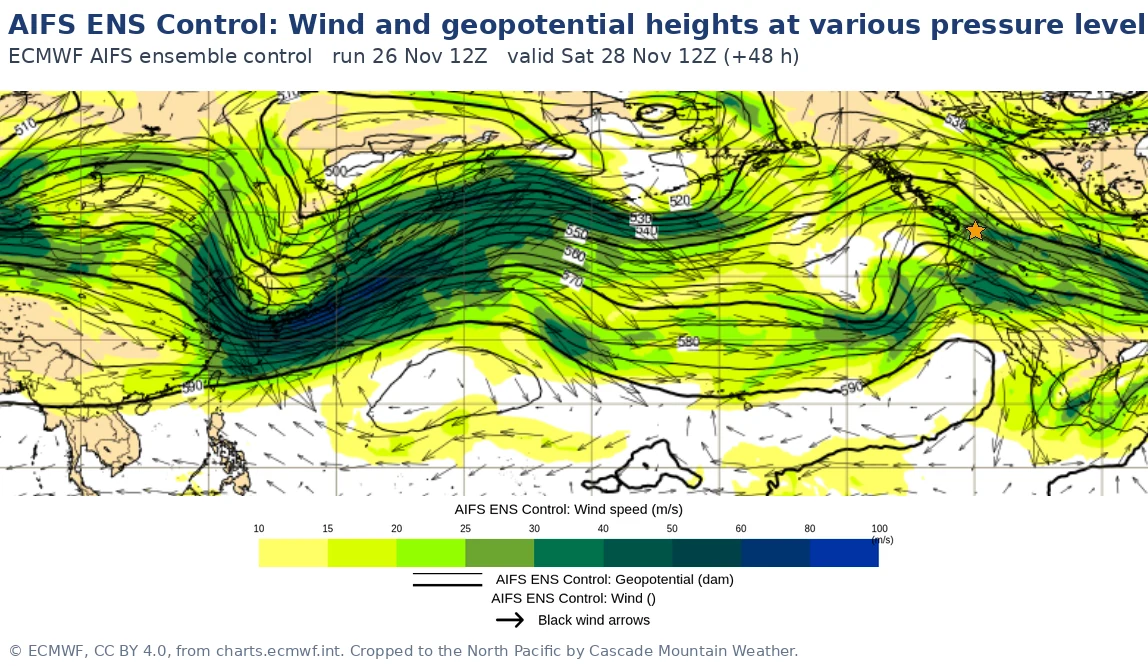 AIFS ENS Control: Wind and geopotential heights at various pressure level
ECMWF AIFS ensemble control run 26 Nov 12Z valid Sat 28 Nov 12Z (+48 h)
510
500
520
530
540
550
560
570
580
590
590
AIFS ENS Control: Wind speed (m/s)
10 15 20 25 30 40 50 60 80 100
(m/s)
AIFS ENS Control: Geopotential (dam)
AIFS ENS Control: Wind ()
Black wind arrows
© ECMWF, CC BY 4.0, from charts.ecmwf.int. Cropped to the North Pacific by Cascade Mountain Weather.